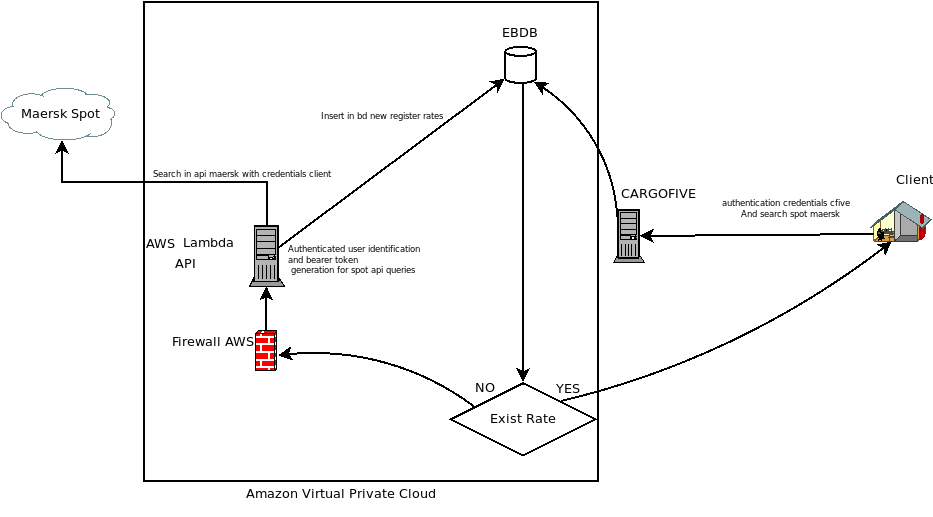 EBDB
Maersk Spot
Insert in bd new register rates
Search in api maersk with credentials client
Client
CARGOFIVE
authentication credentials cfive
And search spot maersk
AWS Lambda
API
Authenticated user identification
and bearer token
generation for spot api queries
Firewall AWS
NO
YES
Exist Rate
Amazon Virtual Private Cloud